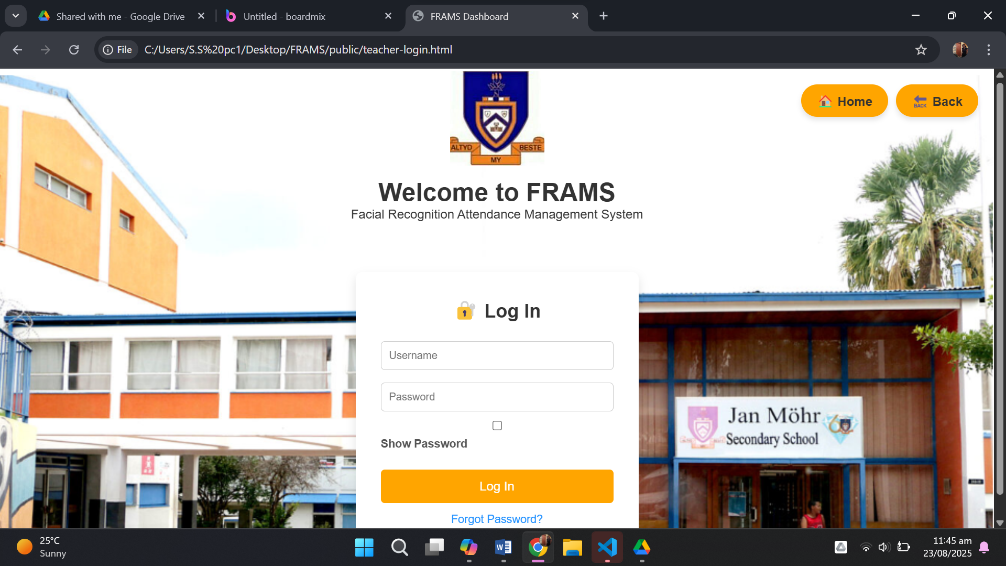 Shared with me - Google Drive
Untitled - boardmix
FRAMS Dashboard
File
C:/Users/S.S%20pc1/Desktop/FRAMS/public/teacher-login.html
ALTYD
BESTE
MY
🏠 Home
🔙 Back
Welcome to FRAMS
Facial Recognition Attendance Management System
🔐 Log In
Username
Password
Show Password
Log In
Forgot Password?
Jan Möhr
Secondary School
60
25°C
Sunny
11:45 am
23/08/2025